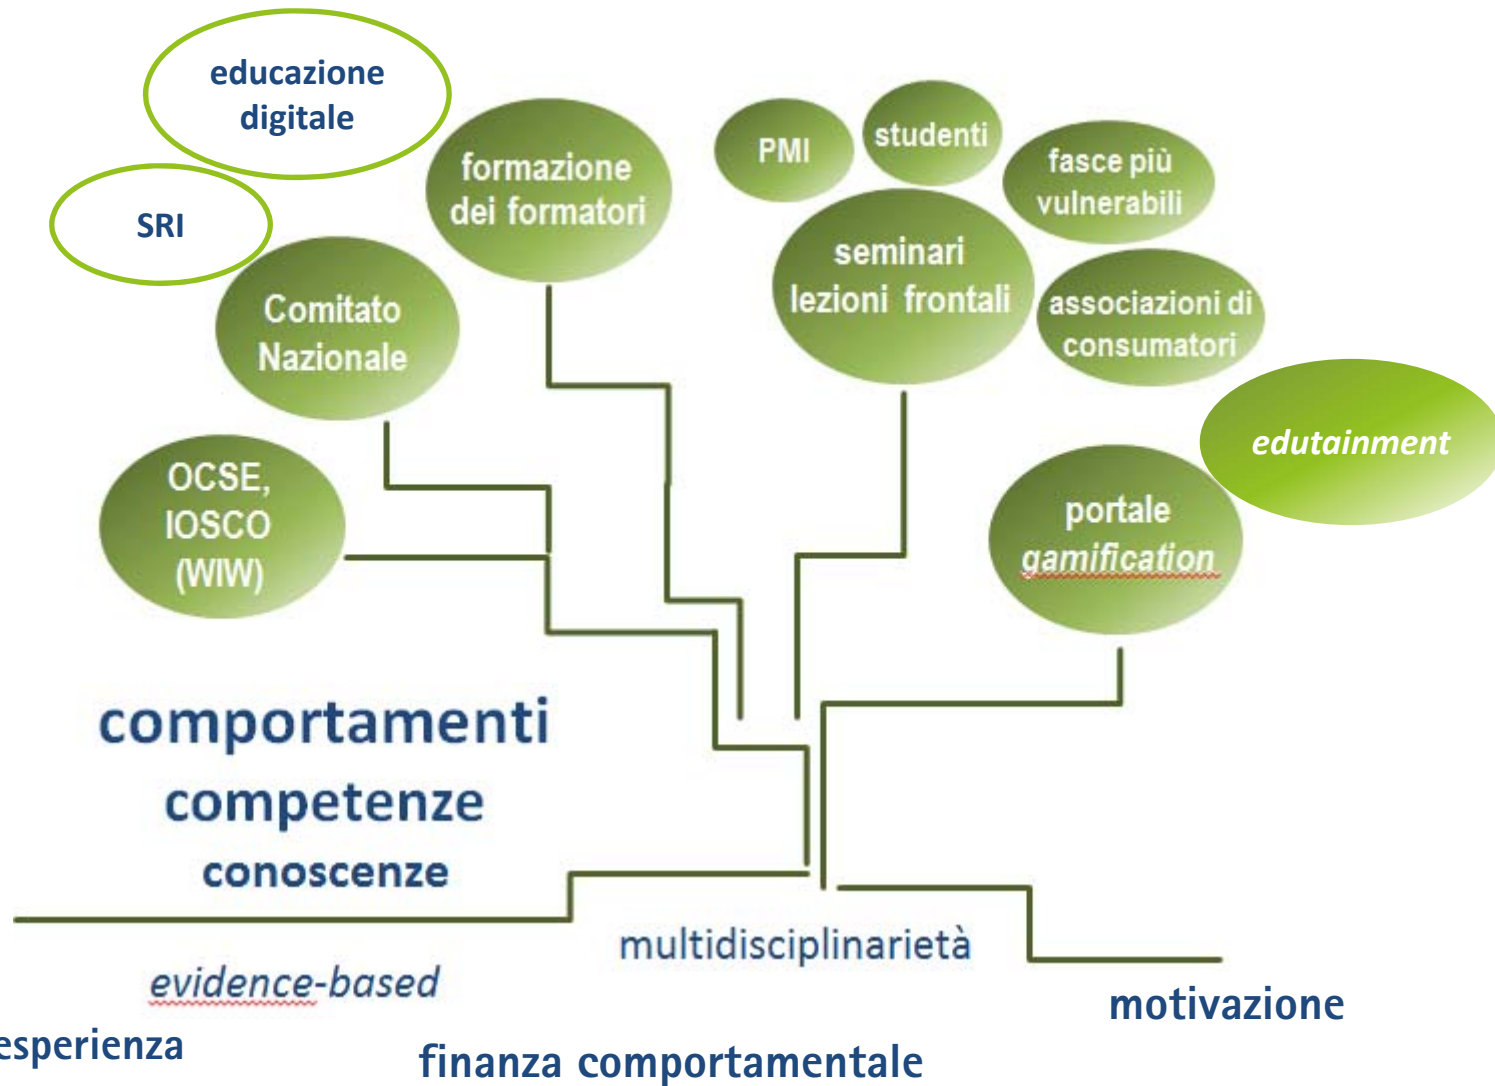 educazione
digitale
SRI
formazione
dei formatori
Comitato
Nazionale
OCSE,
IOSCO
(WIW)
PMI
studenti
fasce più
vulnerabili
seminari
lezioni frontali
associazioni di
consumatori
edutainment
portale
gamification
comportamenti
competenze
conoscenze
multidisciplinarietà
evidence-based
motivazione
esperienza
finanza comportamentale